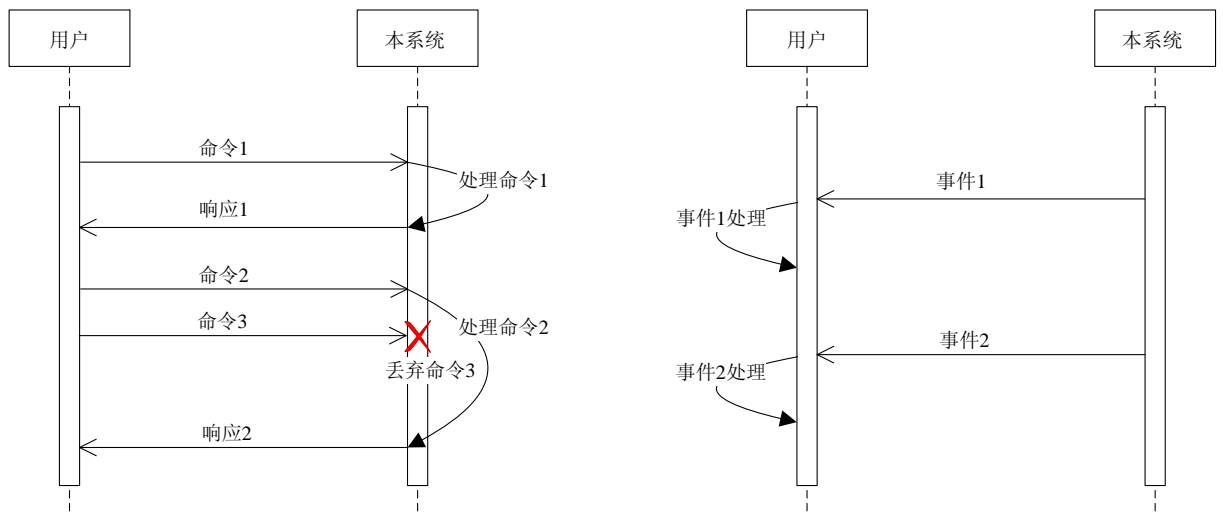 用户
本系统
命令1
处理命令1
响应1
命令2
命令3
处理命令2
丢弃命令3
响应2
用户
本系统
事件1
事件1处理
事件2
事件2处理